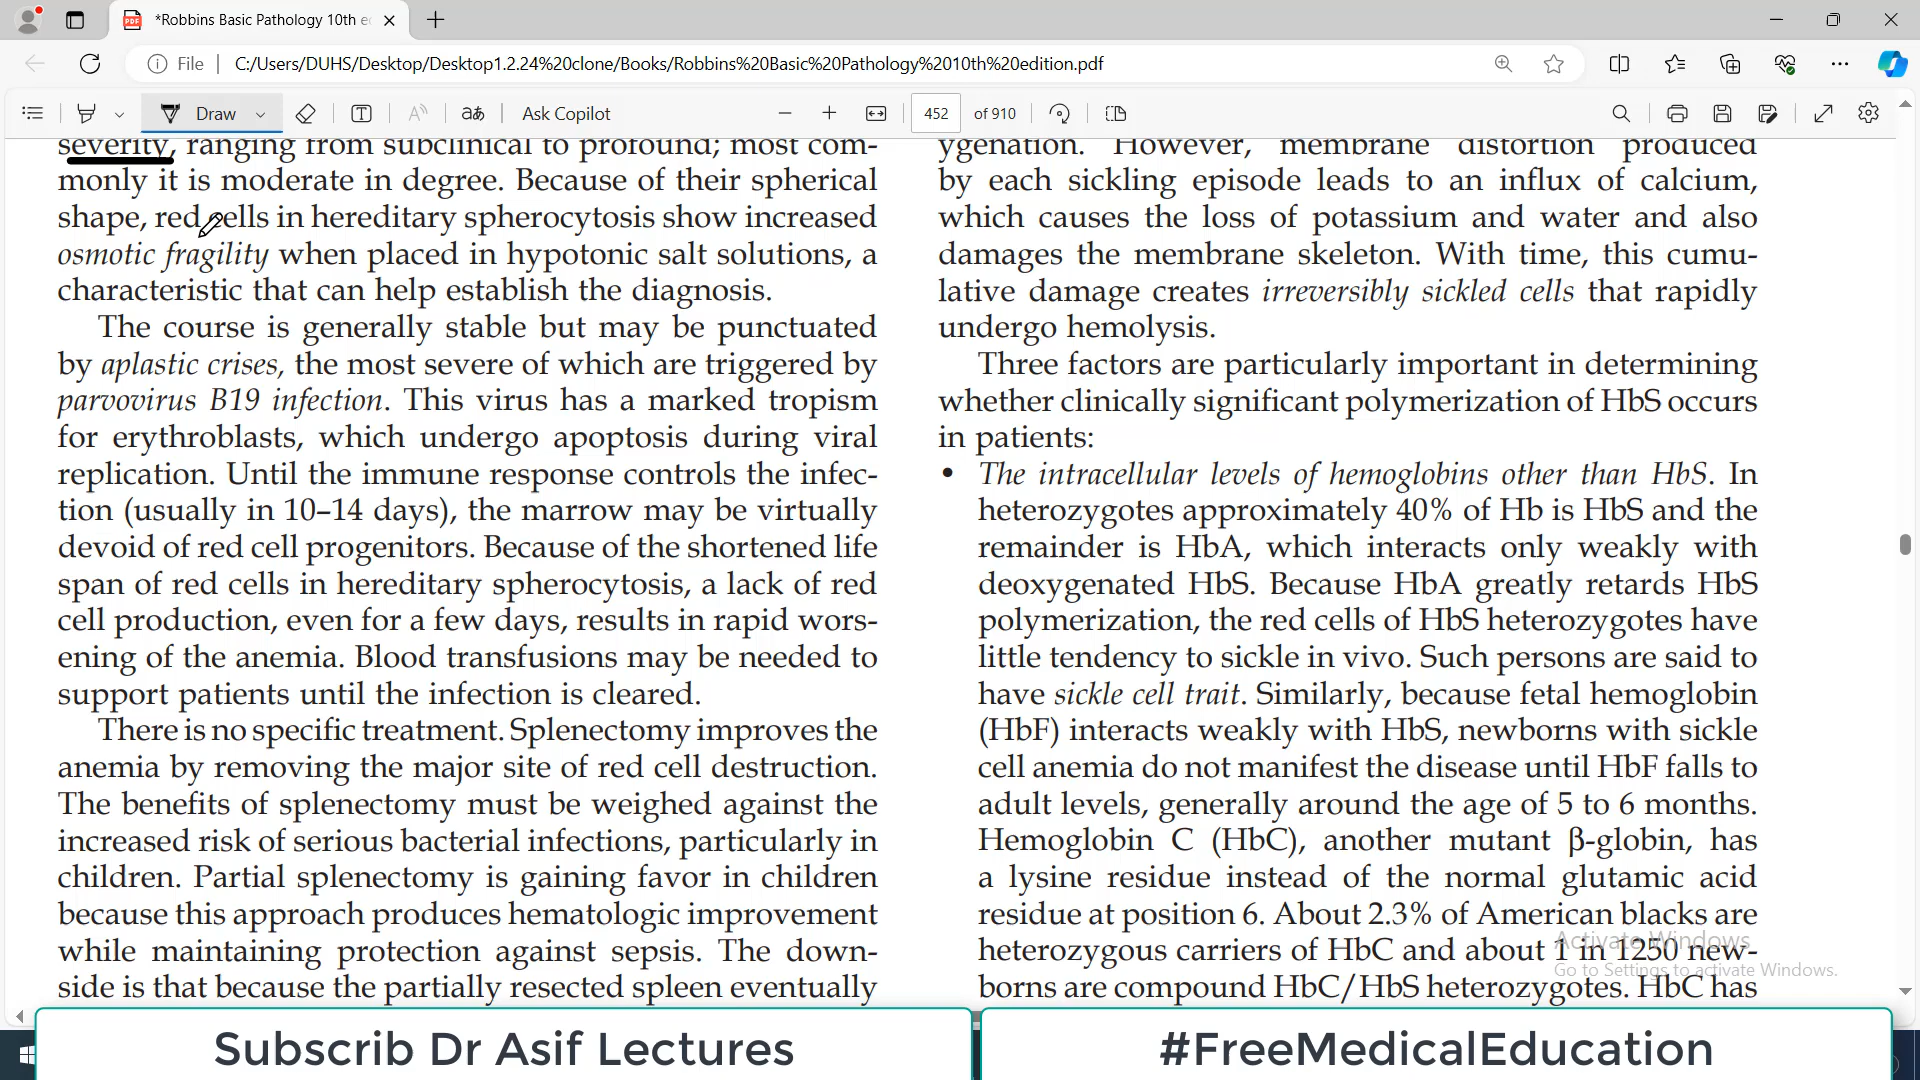 *Robbins Basic Pathology 10th e
File
C:/Users/DUHS/Desktop/Desktop1.2.24%20clone/Books/Robbins%20Basic%20Pathology%2010th%20edition.pdf
Draw
aあ
Ask Copilot
452 of 910
severity, ranging from subclinical to profound; most com-
monly it is moderate in degree. Because of their spherical
shape, red cells in hereditary spherocytosis show increased
osmotic fragility when placed in hypotonic salt solutions, a
characteristic that can help establish the diagnosis.
The course is generally stable but may be punctuated
by aplastic crises, the most severe of which are triggered by
parvovirus B19 infection. This virus has a marked tropism
for erythroblasts, which undergo apoptosis during viral
replication. Until the immune response controls the infec-
tion (usually in 10–14 days), the marrow may be virtually
devoid of red cell progenitors. Because of the shortened life
span of red cells in hereditary spherocytosis, a lack of red
cell production, even for a few days, results in rapid wors-
ening of the anemia. Blood transfusions may be needed to
support patients until the infection is cleared.
There is no specific treatment. Splenectomy improves the
anemia by removing the major site of red cell destruction.
The benefits of splenectomy must be weighed against the
increased risk of serious bacterial infections, particularly in
children. Partial splenectomy is gaining favor in children
because this approach produces hematologic improvement
while maintaining protection against sepsis. The down-
side is that because the partially resected spleen eventually
ygenation. However, membrane distortion produced
by each sickling episode leads to an influx of calcium,
which causes the loss of potassium and water and also
damages the membrane skeleton. With time, this cumu-
lative damage creates irreversibly sickled cells that rapidly
undergo hemolysis.
Three factors are particularly important in determining
whether clinically significant polymerization of HbS occurs
in patients:
• The intracellular levels of hemoglobins other than HbS. In
heterozygotes approximately 40% of Hb is HbS and the
remainder is HbA, which interacts only weakly with
deoxygenated HbS. Because HbA greatly retards HbS
polymerization, the red cells of HbS heterozygotes have
little tendency to sickle in vivo. Such persons are said to
have sickle cell trait. Similarly, because fetal hemoglobin
(HbF) interacts weakly with HbS, newborns with sickle
cell anemia do not manifest the disease until HbF falls to
adult levels, generally around the age of 5 to 6 months.
Hemoglobin C (HbC), another mutant β-globin, has
a lysine residue instead of the normal glutamic acid
residue at position 6. About 2.3% of American blacks are
heterozygous carriers of HbC and about 1 in 1250 new-
borns are compound HbC/HbS heterozygotes. HbC has
Activate Windows
Go to Settings to activate Windows.
Subscrib Dr Asif Lectures
#FreeMedicalEducation